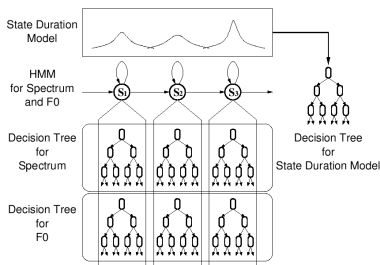 State Duration
Model
HMM
for Spectrum
and F0
S1
S2
S3
Decision Tree
for
State Duration Model
Decision Tree
for
Spectrum
Decision Tree
for
F0